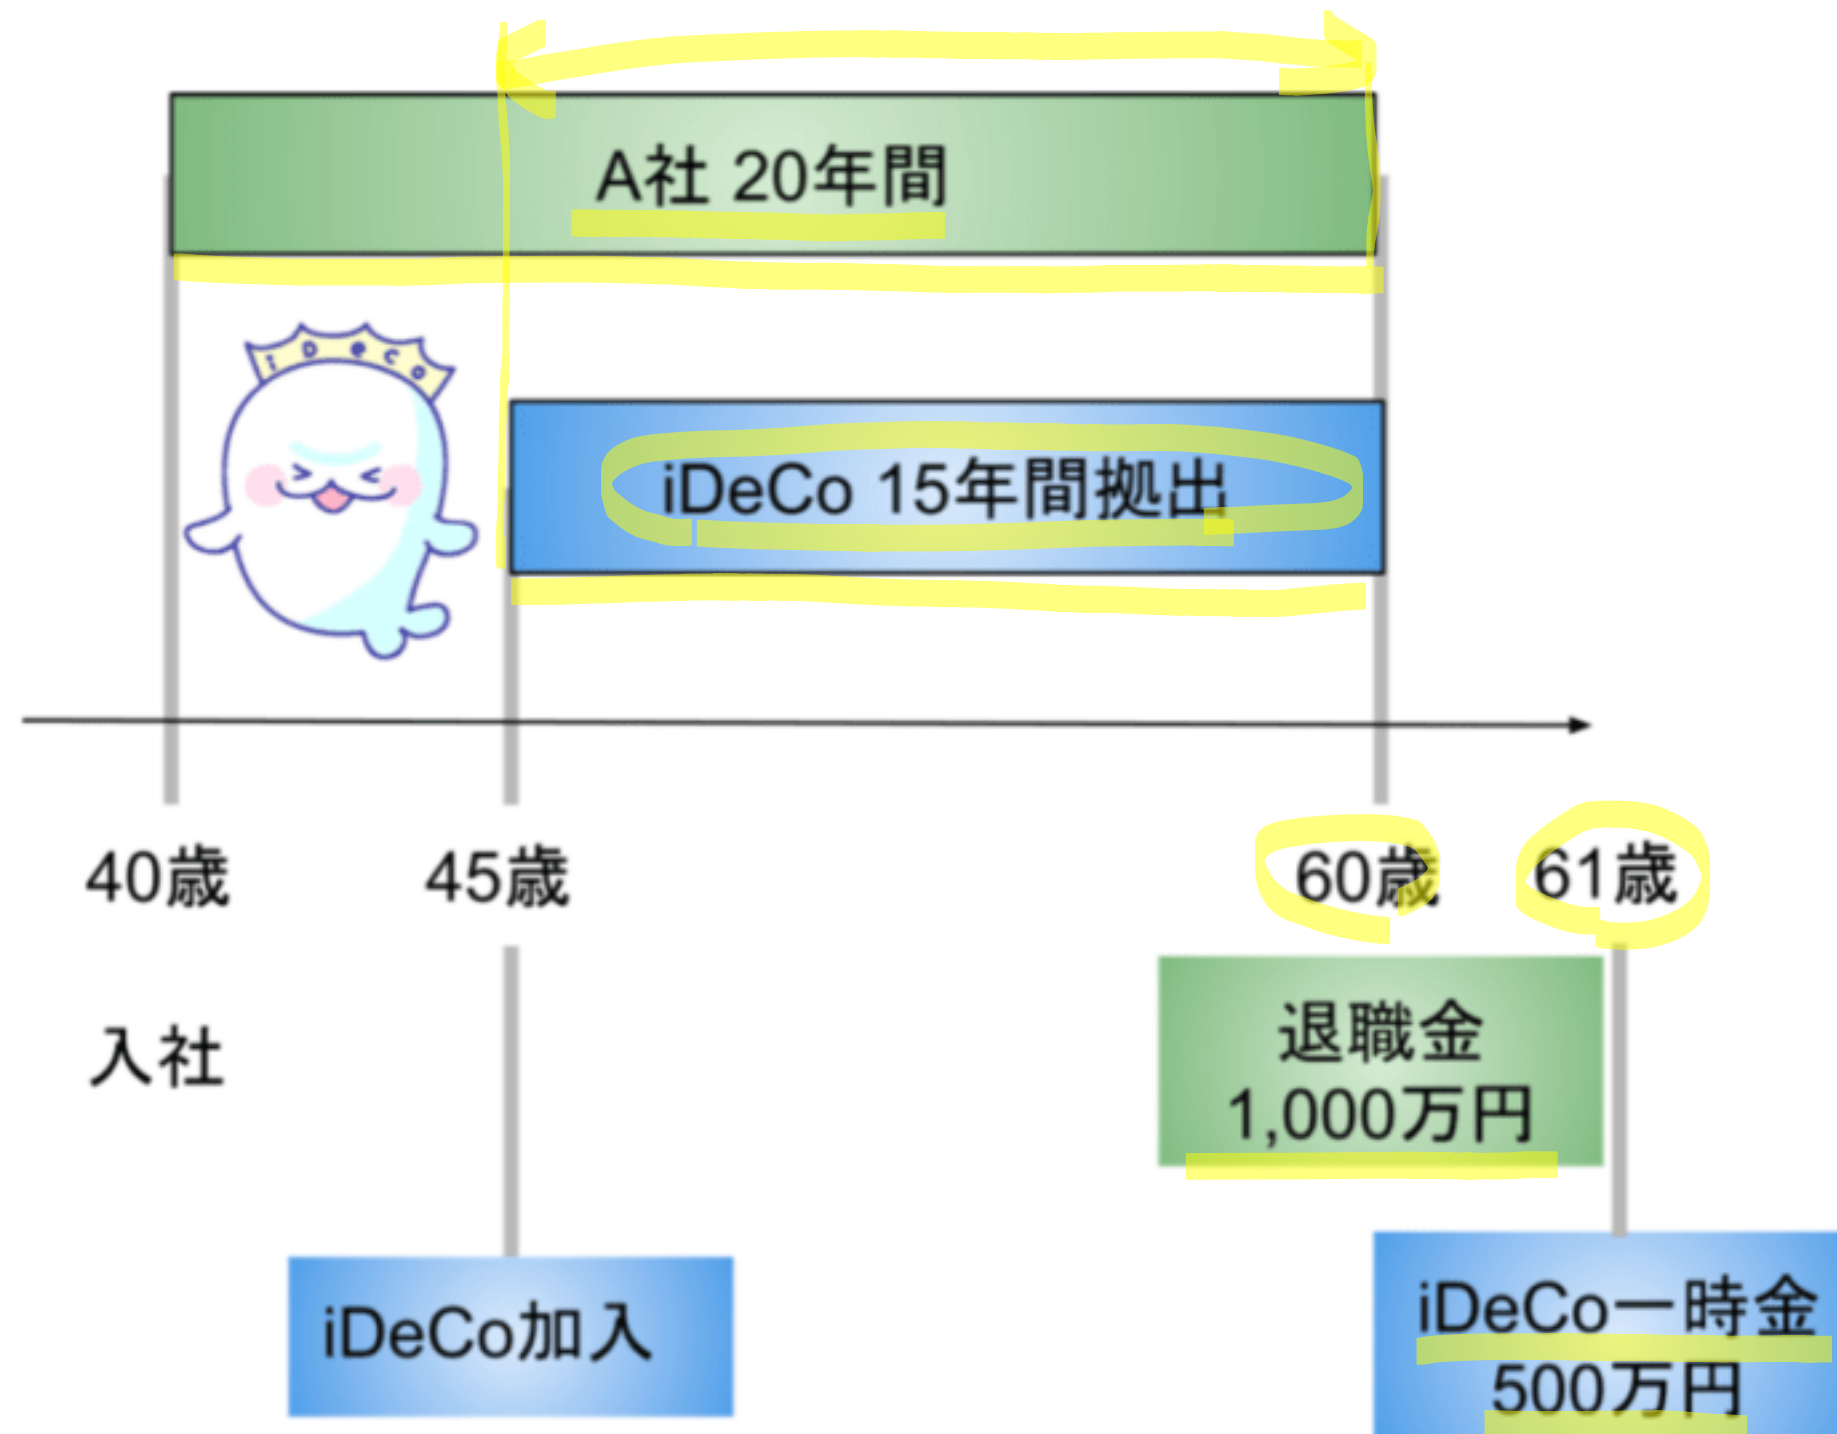 A社 20年間
iDeCo
iDeCo 15年間拠出
40歳
45歳
60歳
61歳
入社
退職金
1,000万円
iDeCo加入
iDeCo一時金
500万円